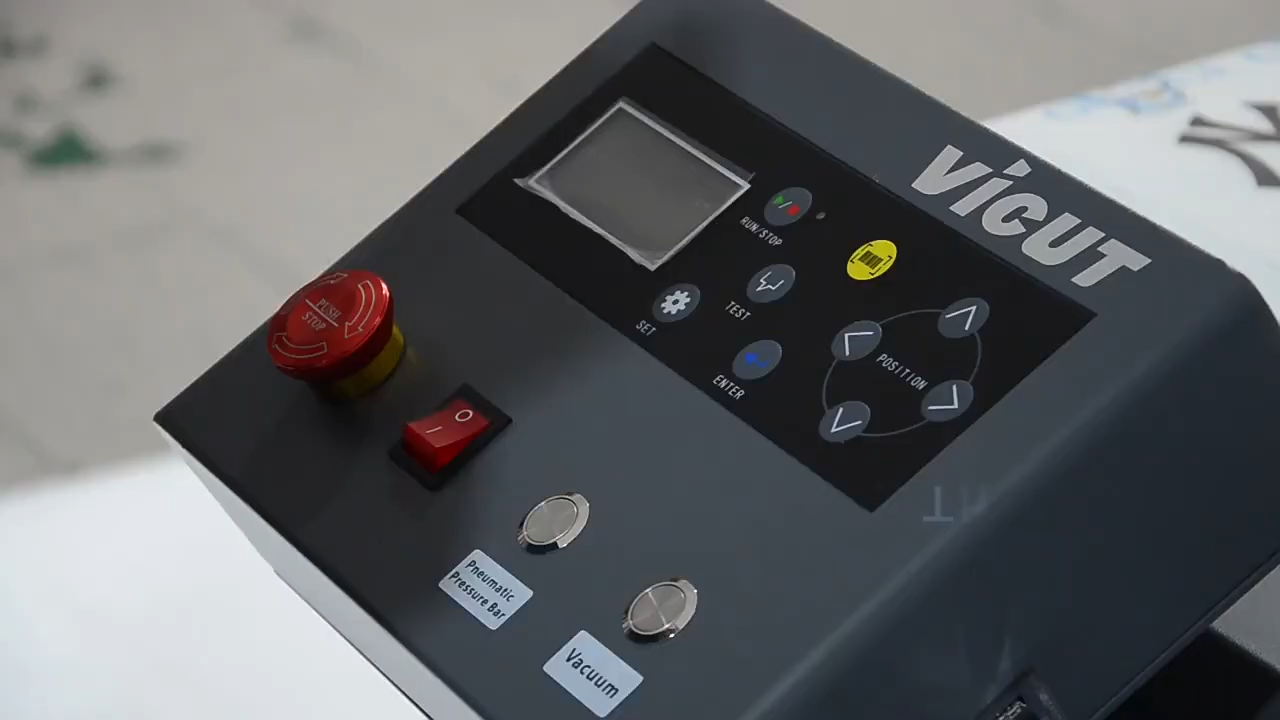 VICUT
RUN/STOP
TEST
SET
ENTER
POSITION
PUSH
STOP
O
I
Pneumatic
Pressure Bar
Vacuum